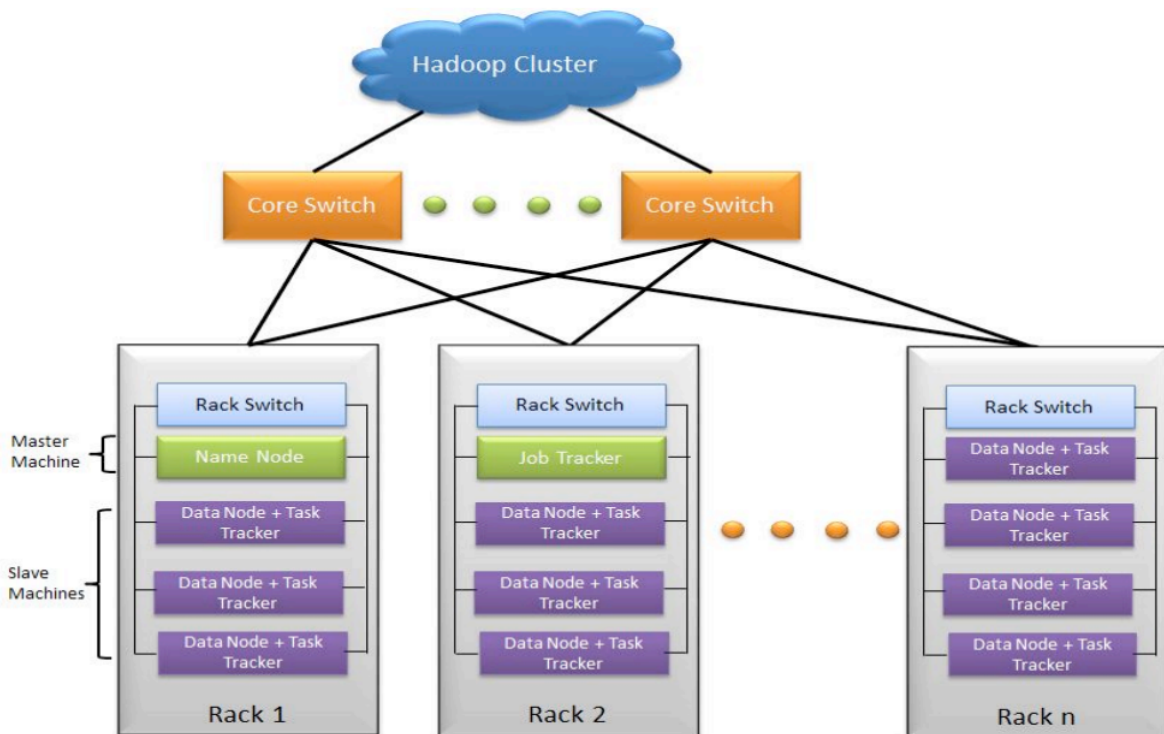 Hadoop Cluster
Core Switch
Core Switch
Master
Machine
Slave
Machines
Rack Switch
Name Node
Data Node + Task
Tracker
Data Node + Task
Tracker
Data Node + Task
Tracker
Rack 1
Rack Switch
Job Tracker
Data Node + Task
Tracker
Data Node + Task
Tracker
Data Node + Task
Tracker
Rack 2
Rack Switch
Data Node + Task
Tracker
Data Node + Task
Tracker
Data Node + Task
Tracker
Data Node + Task
Tracker
Rack n